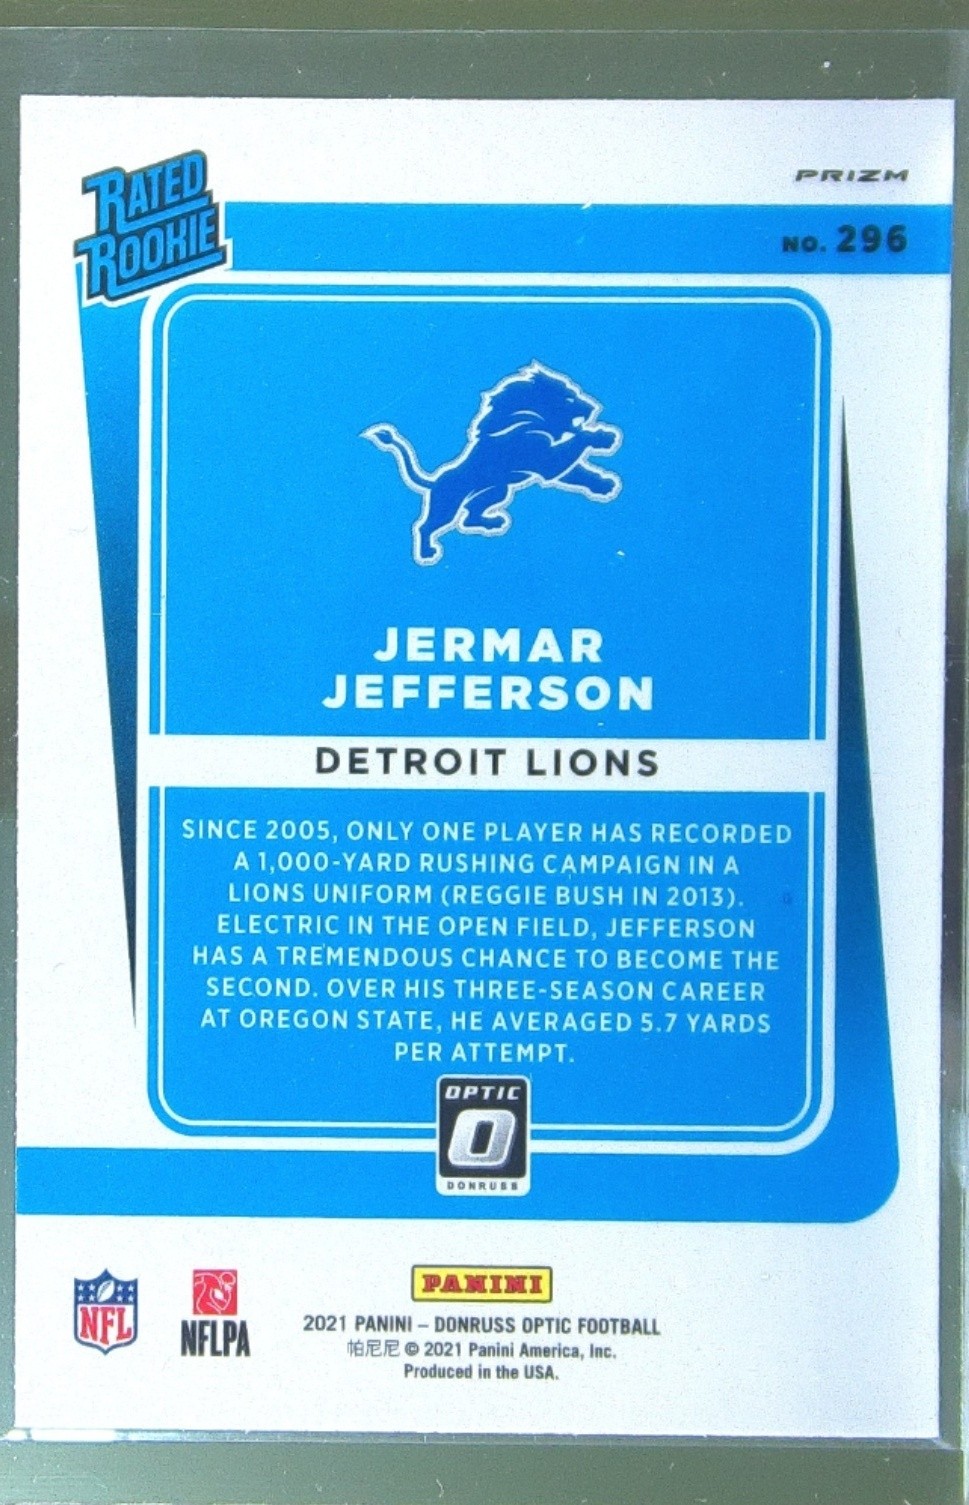 RATED
ROOKIE
PRIZM
NO. 296
JERMAR
JEFFERSON
DETROIT LIONS
SINCE 2005, ONLY ONE PLAYER HAS RECORDED
A 1,000-YARD RUSHING CAMPAIGN IN A
LIONS UNIFORM (REGGIE BUSH IN 2013).
ELECTRIC IN THE OPEN FIELD, JEFFERSON
HAS A TREMENDOUS CHANCE TO BECOME THE
SECOND. OVER HIS THREE-SEASON CAREER
AT OREGON STATE, HE AVERAGED 5.7 YARDS
PER ATTEMPT.
OPTIC
O
DONRUSS
NFL
NFLPA
PANINI
2021 PANINI – DONRUSS OPTIC FOOTBALL
帕尼尼 © 2021 Panini America, Inc.
Produced in the USA.